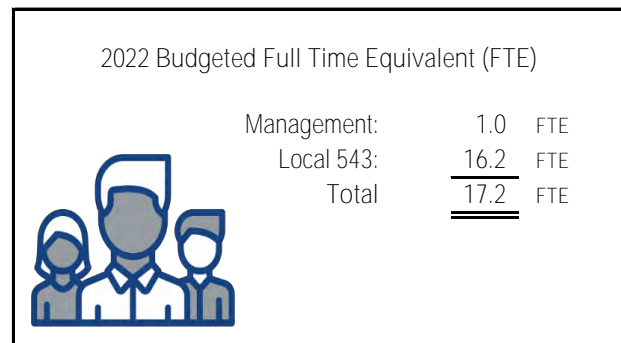 2022 Budgeted Full Time Equivalent (FTE)
Management: 1.0 FTE
Local 543: 16.2 FTE
Total 17.2 FTE